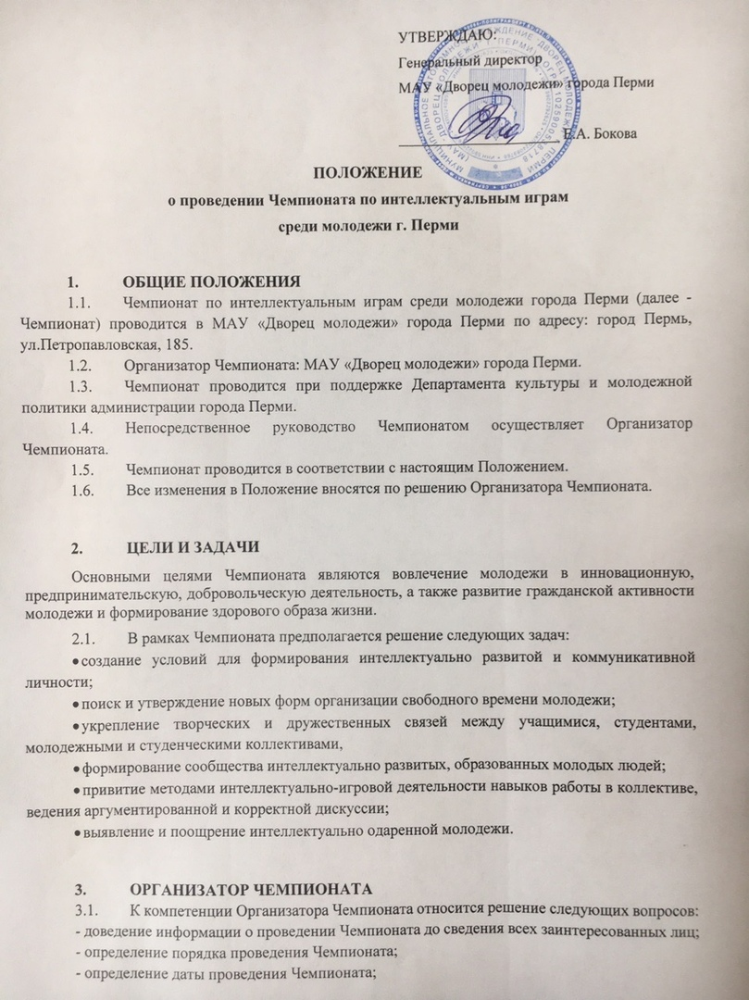 УТВЕРЖДАЮ:
Генеральный директор
МАУ «Дворец молодежи» города Перми
Е.А. Бокова
ПОЛОЖЕНИЕ
о проведении Чемпионата по интеллектуальным играм
среди молодежи г. Перми
1. ОБЩИЕ ПОЛОЖЕНИЯ
1.1. Чемпионат по интеллектуальным играм среди молодежи города Перми (далее -
Чемпионат) проводится в МАУ «Дворец молодежи» города Перми по адресу: город Пермь,
ул.Петропавловская, 185.
1.2. Организатор Чемпионата: МАУ «Дворец молодежи» города Перми.
1.3. Чемпионат проводится при поддержке Департамента культуры и молодежной
политики администрации города Перми.
1.4. Непосредственное руководство Чемпионатом осуществляет Организатор
Чемпионата.
1.5. Чемпионат проводится в соответствии с настоящим Положением.
1.6. Все изменения в Положение вносятся по решению Организатора Чемпионата.
2. ЦЕЛИ И ЗАДАЧИ
Основными целями Чемпионата являются вовлечение молодежи в инновационную,
предпринимательскую, добровольческую деятельность, а также развитие гражданской активности
молодежи и формирование здорового образа жизни.
2.1. В рамках Чемпионата предполагается решение следующих задач:
•создание условий для формирования интеллектуально развитой и коммуникативной
личности;
•поиск и утверждение новых форм организации свободного времени молодежи;
•укрепление творческих и дружественных связей между учащимися, студентами,
молодежными и студенческими коллективами,
•формирование сообщества интеллектуально развитых, образованных молодых людей;
•привитие методами интеллектуально-игровой деятельности навыков работы в коллективе,
ведения аргументированной и корректной дискуссии;
•выявление и поощрение интеллектуально одаренной молодежи.
3. ОРГАНИЗАТОР ЧЕМПИОНАТА
3.1. К компетенции Организатора Чемпионата относится решение следующих вопросов:
- доведение информации о проведении Чемпионата до сведения всех заинтересованных лиц;
- определение порядка проведения Чемпионата;
- определение даты проведения Чемпионата;